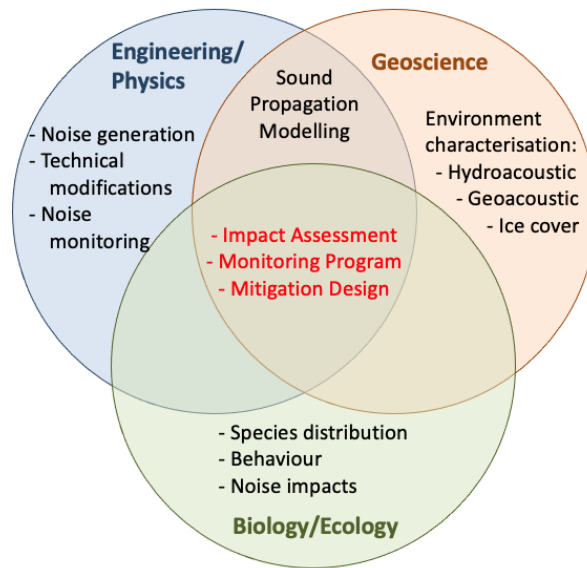 Engineering/
Physics
- Noise generation
- Technical
modifications
- Noise
monitoring
Sound
Propagation
Modelling
Geoscience
Environment
characterisation:
- Hydroacoustic
- Geoacoustic
- Ice cover
- Impact Assessment
- Monitoring Program
- Mitigation Design
- Species distribution
- Behaviour
- Noise impacts
Biology/Ecology